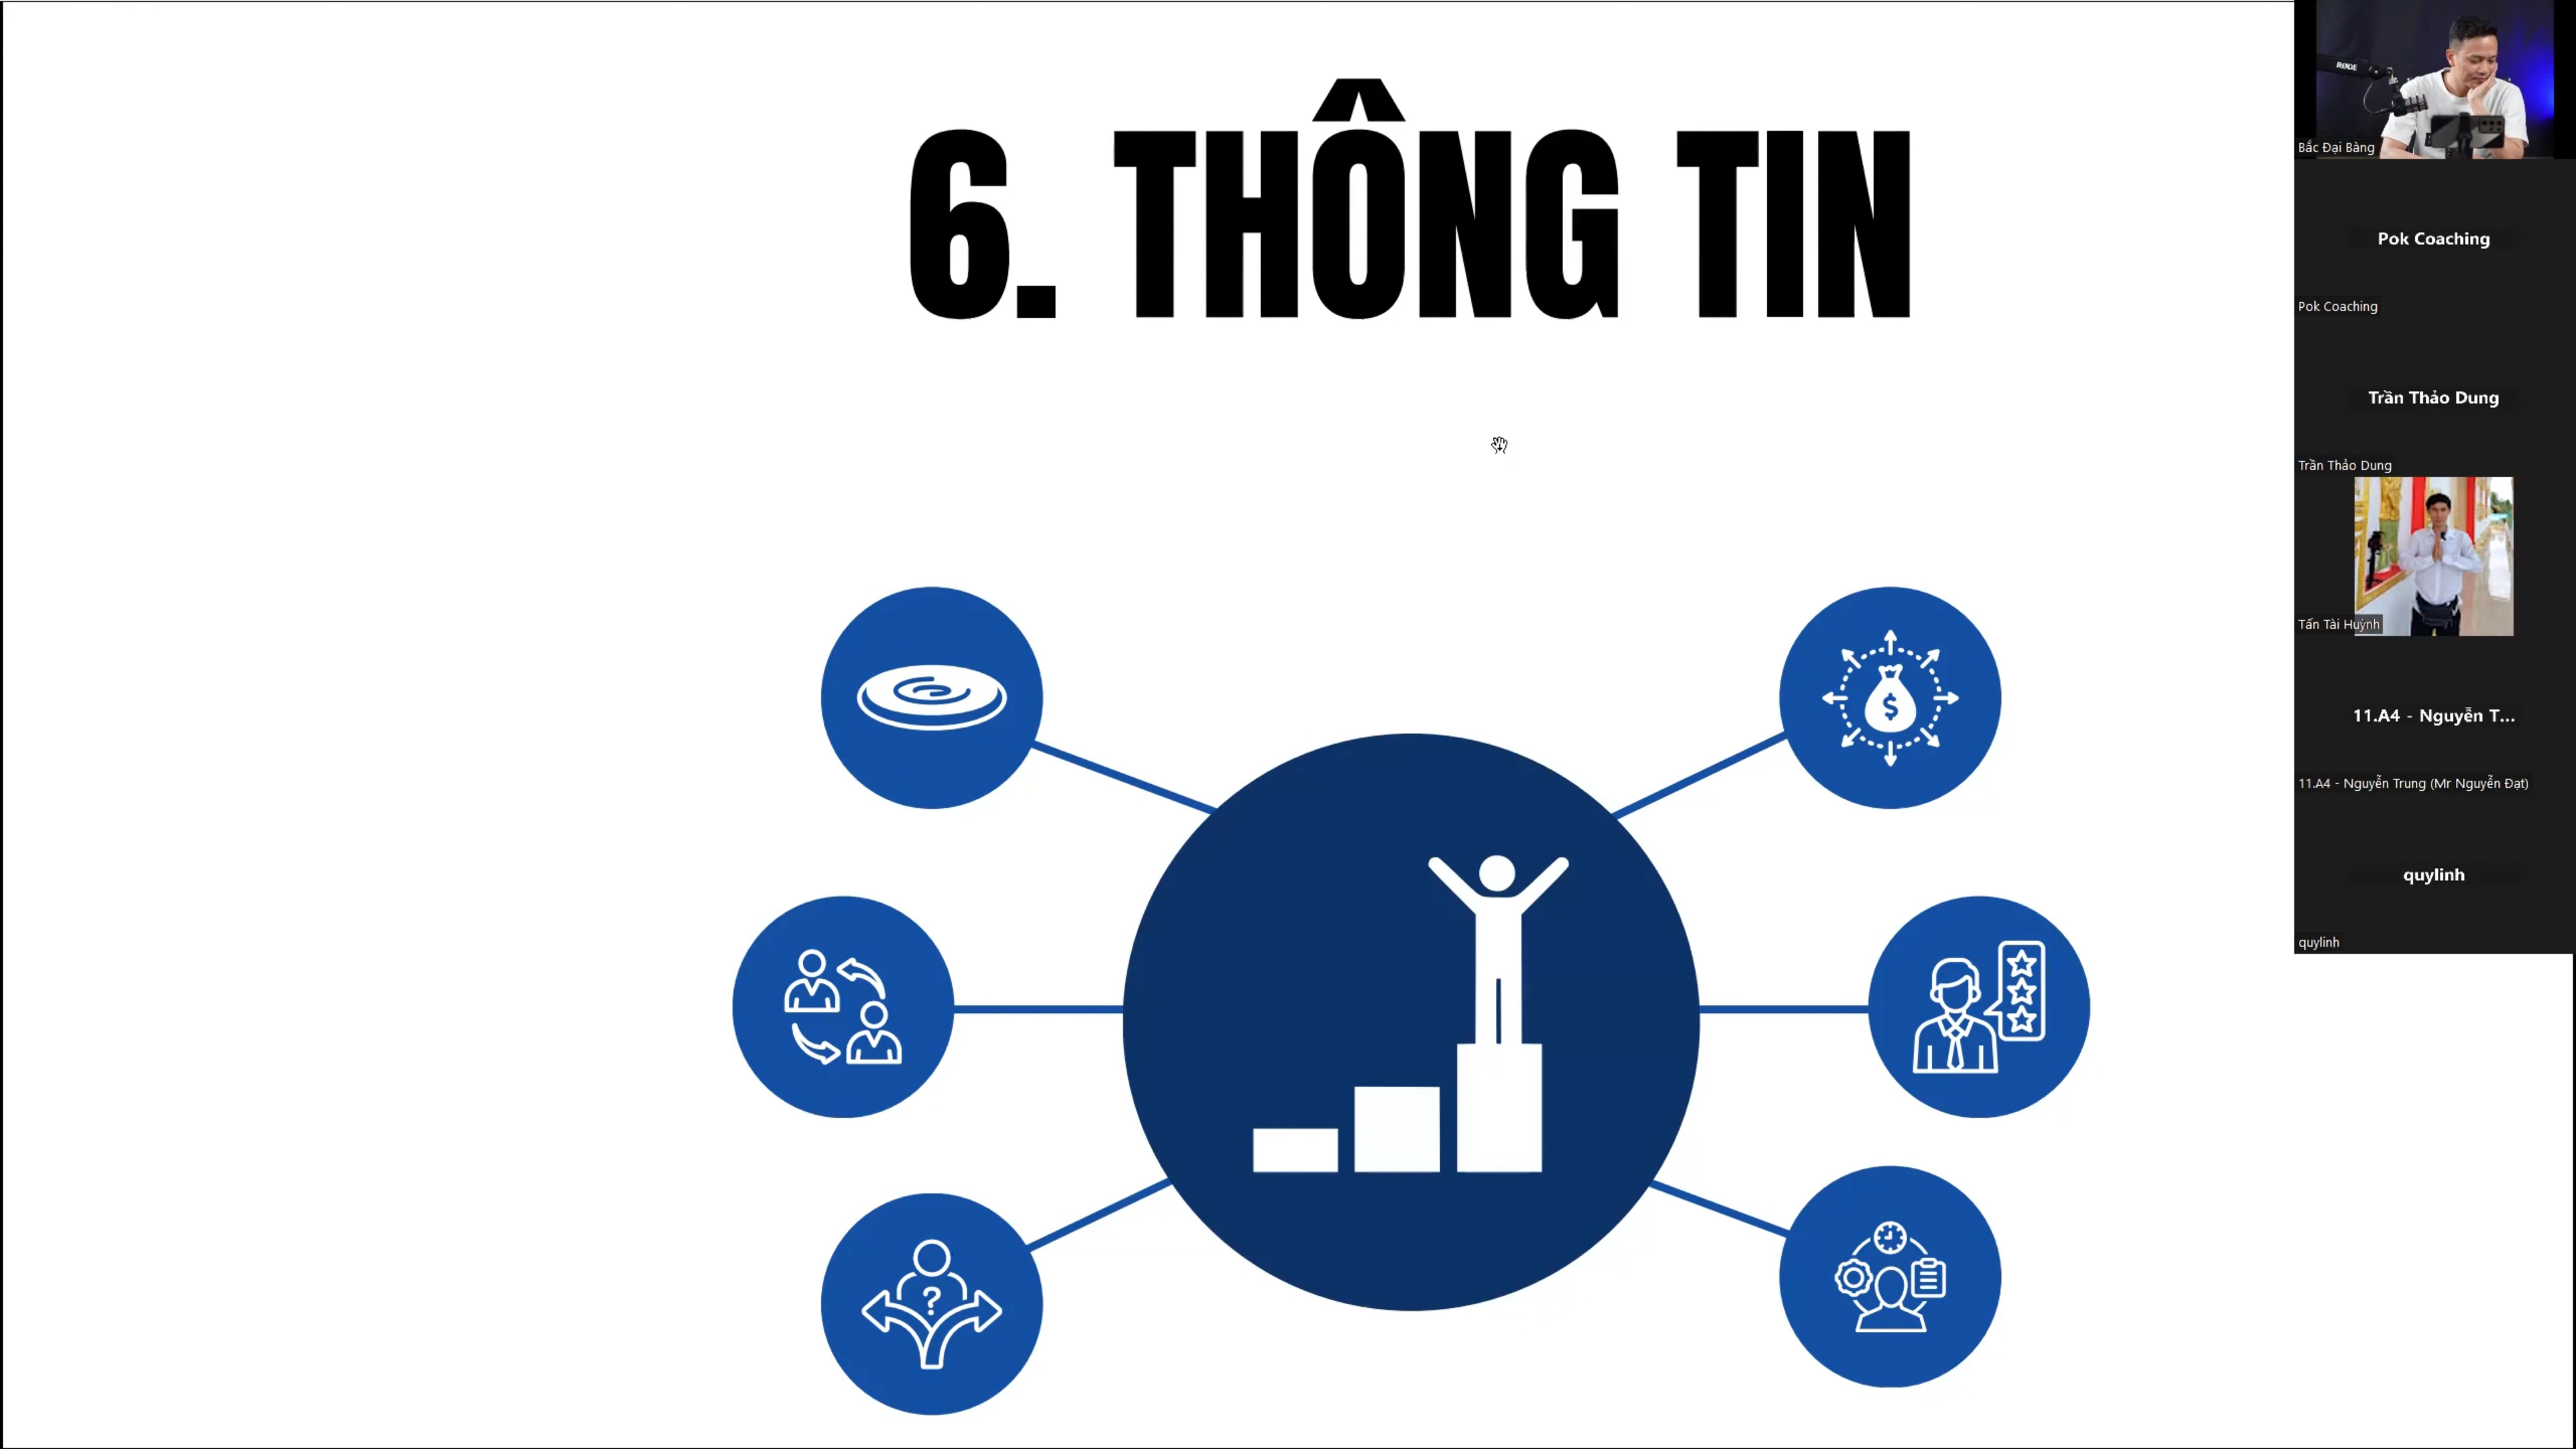 6. THÔNG TIN
$
?
RØDE
Bắc Đại Bàng
Pok Coaching
Pok Coaching
Trần Thảo Dung
Trần Thảo Dung
Tấn Tài Huỳnh
11.A4 - Nguyễn T...
11.A4 - Nguyễn Trung (Mr Nguyễn Đạt)
quylinh
quylinh